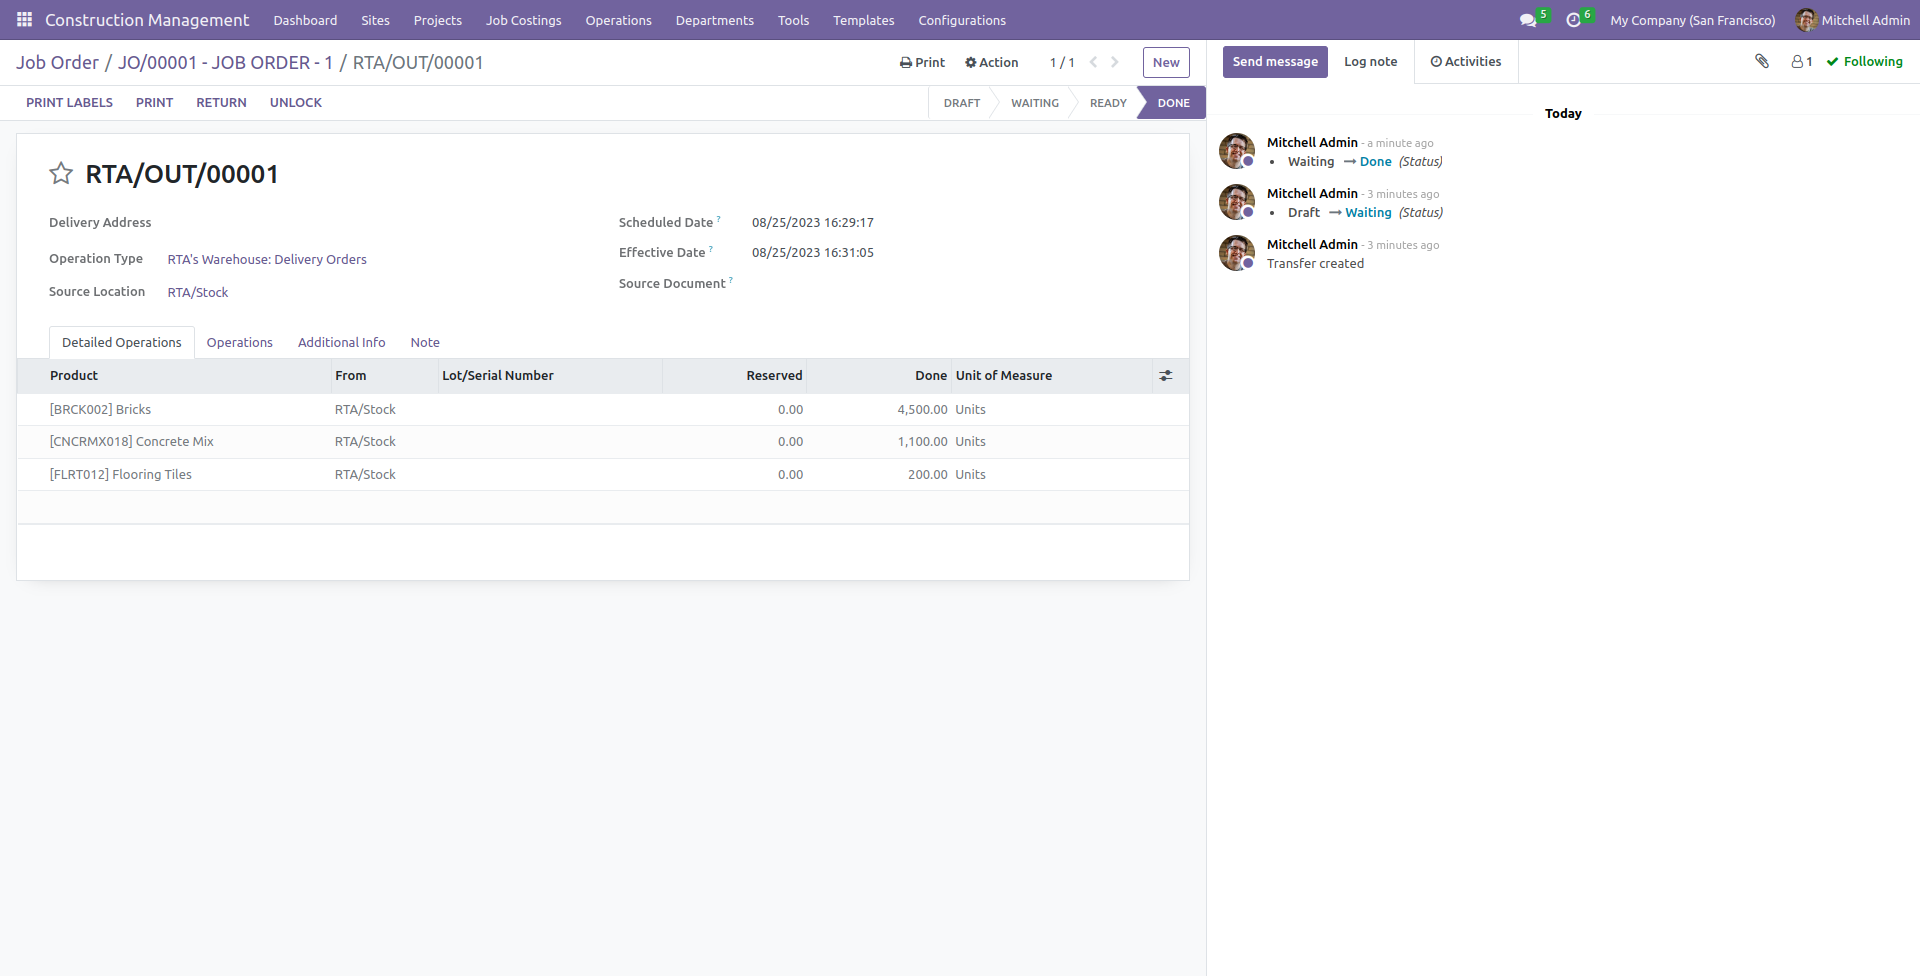 Construction Management Dashboard Sites Projects Job Costings Operations Departments Tools Templates Configurations 5 6 My Company (San Francisco) Mitchell Admin
Job Order / JO/00001 - JOB ORDER - 1 / RTA/OUT/00001 Print Action 1 / 1 New
Send message Log note Activities 1 Following
PRINT LABELS PRINT RETURN UNLOCK DRAFT WAITING READY DONE
RTA/OUT/00001
Delivery Address
Operation Type RTA's Warehouse: Delivery Orders
Source Location RTA/Stock
Scheduled Date ? 08/25/2023 16:29:17
Effective Date ? 08/25/2023 16:31:05
Source Document ?
Detailed Operations Operations Additional Info Note
Product From Lot/Serial Number Reserved Done Unit of Measure
[BRCK002] Bricks RTA/Stock 0.00 4,500.00 Units
[CNCRMX018] Concrete Mix RTA/Stock 0.00 1,100.00 Units
[FLRT012] Flooring Tiles RTA/Stock 0.00 200.00 Units
Today
Mitchell Admin - a minute ago
• Waiting → Done (Status)
Mitchell Admin - 3 minutes ago
• Draft → Waiting (Status)
Mitchell Admin - 3 minutes ago
Transfer created